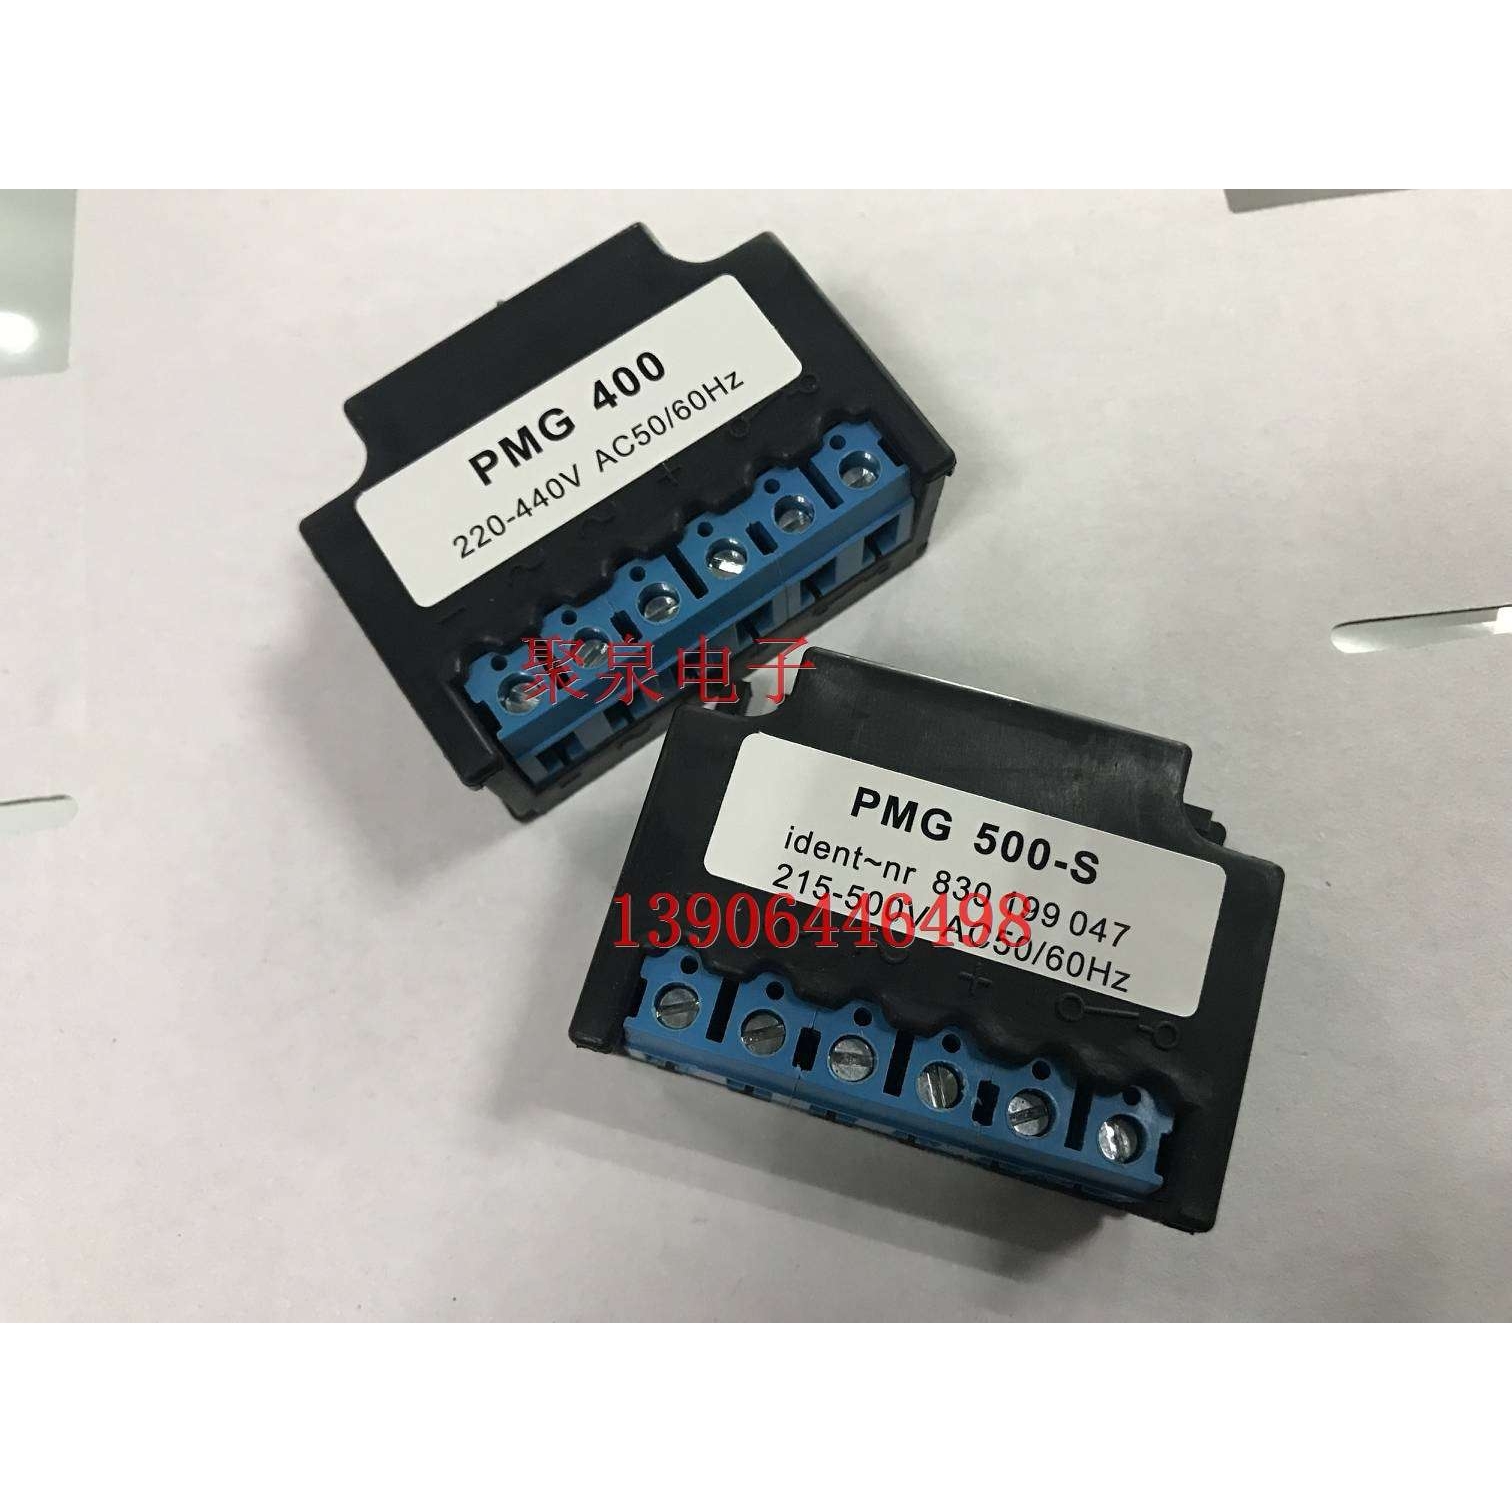 PMG 400
220-440V AC50/60Hz
聚泉电子
PMG 500-S
ident~nr 830 199 047
13906446498
215-500V AC50/60Hz